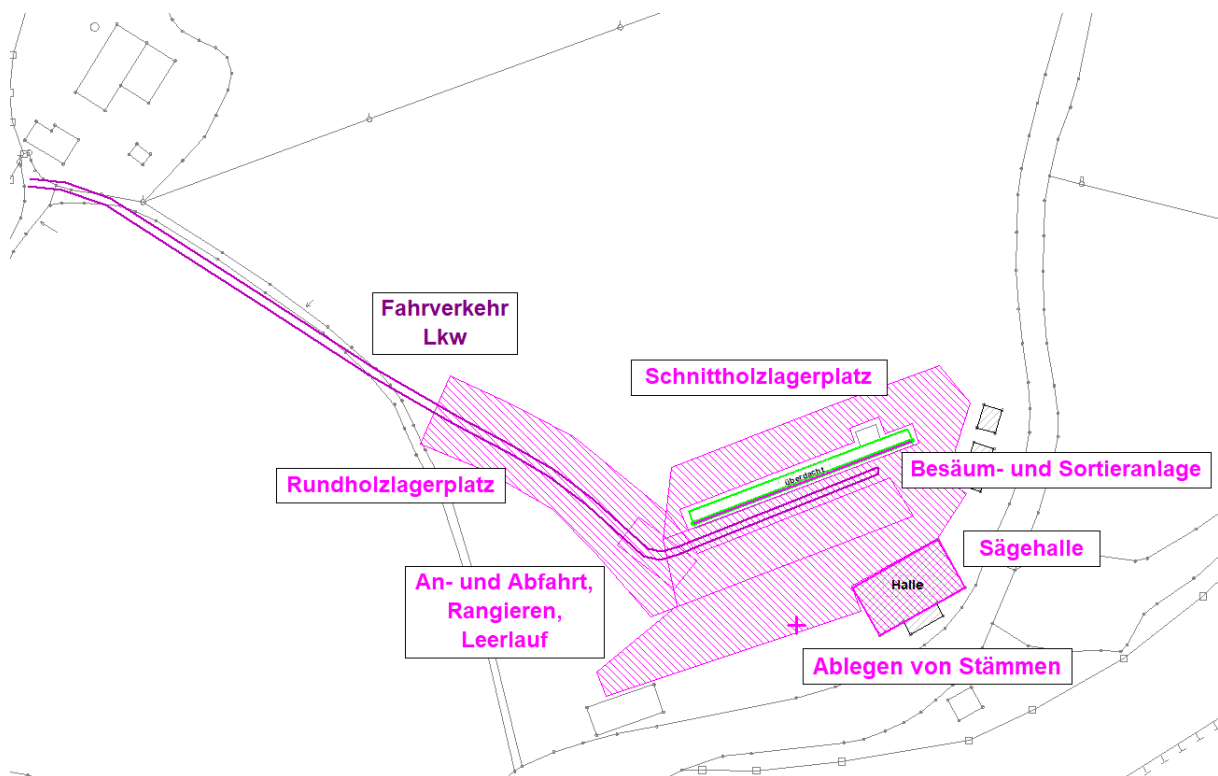 Fahrverkehr
Lkw
Schnittholzlagerplatz
überdacht
Besäum- und Sortieranlage
Rundholzlagerplatz
Sägehalle
An- und Abfahrt,
Rangieren,
Leerlauf
Halle
Ablegen von Stämmen